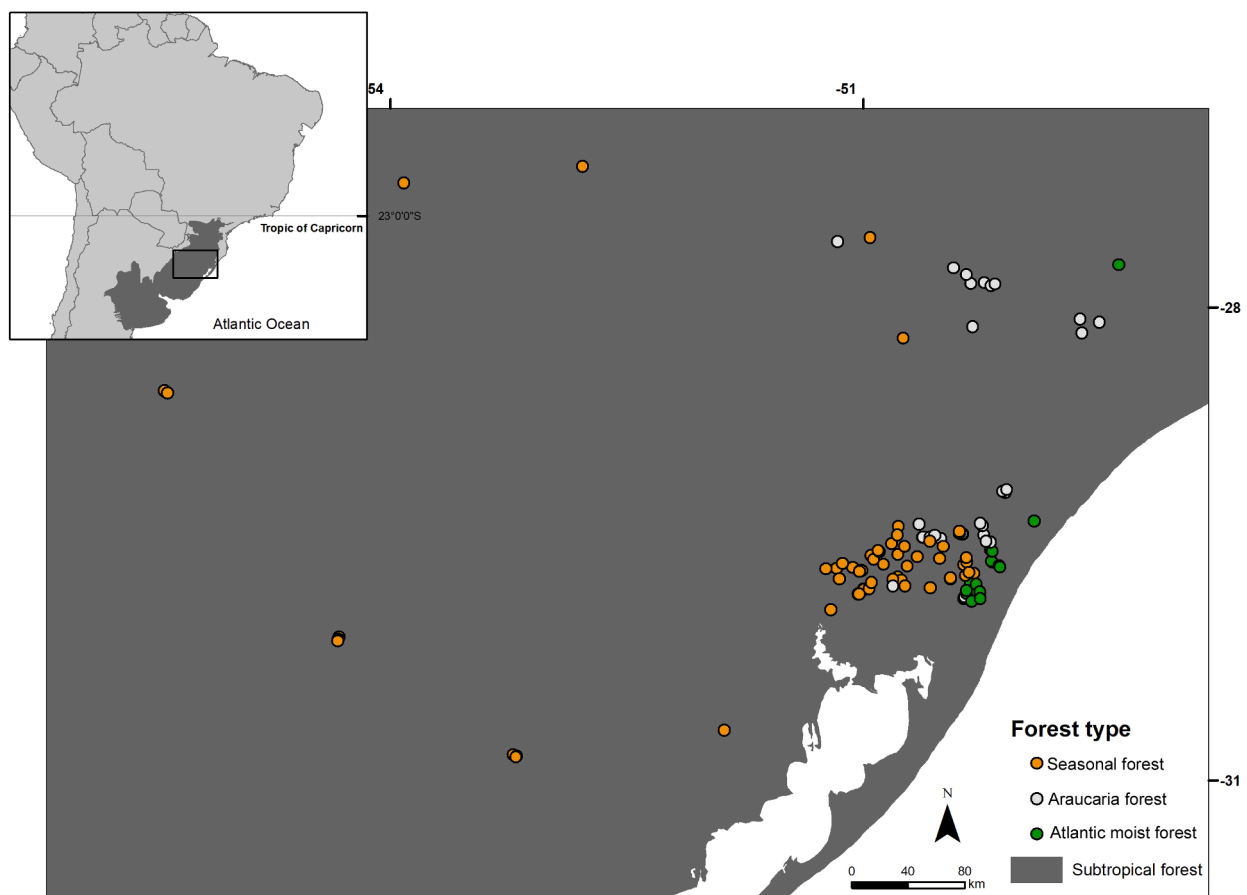 54
-51
23°0'0"S
Tropic of Capricorn
Atlantic Ocean
-28
Forest type
Seasonal forest
Araucaria forest
Atlantic moist forest
Subtropical forest
-31
N
0 40 80
km